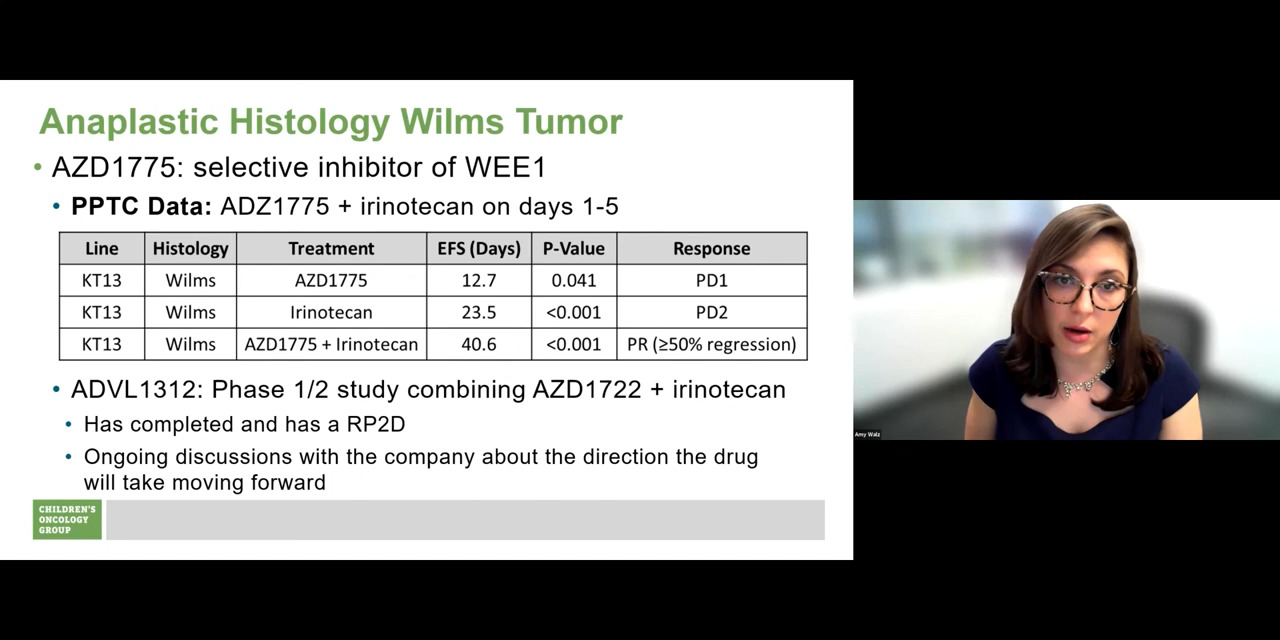 Anaplastic Histology Wilms Tumor
• AZD1775: selective inhibitor of WEE1
• PPTC Data: ADZ1775 + irinotecan on days 1-5
Line Histology Treatment EFS (Days) P-Value Response
KT13 Wilms AZD1775 12.7 0.041 PD1
KT13 Wilms Irinotecan 23.5 <0.001 PD2
KT13 Wilms AZD1775 + Irinotecan 40.6 <0.001 PR (≥50% regression)
• ADVL1312: Phase 1/2 study combining AZD1722 + irinotecan
• Has completed and has a RP2D
• Ongoing discussions with the company about the direction the drug
will take moving forward
CHILDREN'S
ONCOLOGY
GROUP
Amy Walz